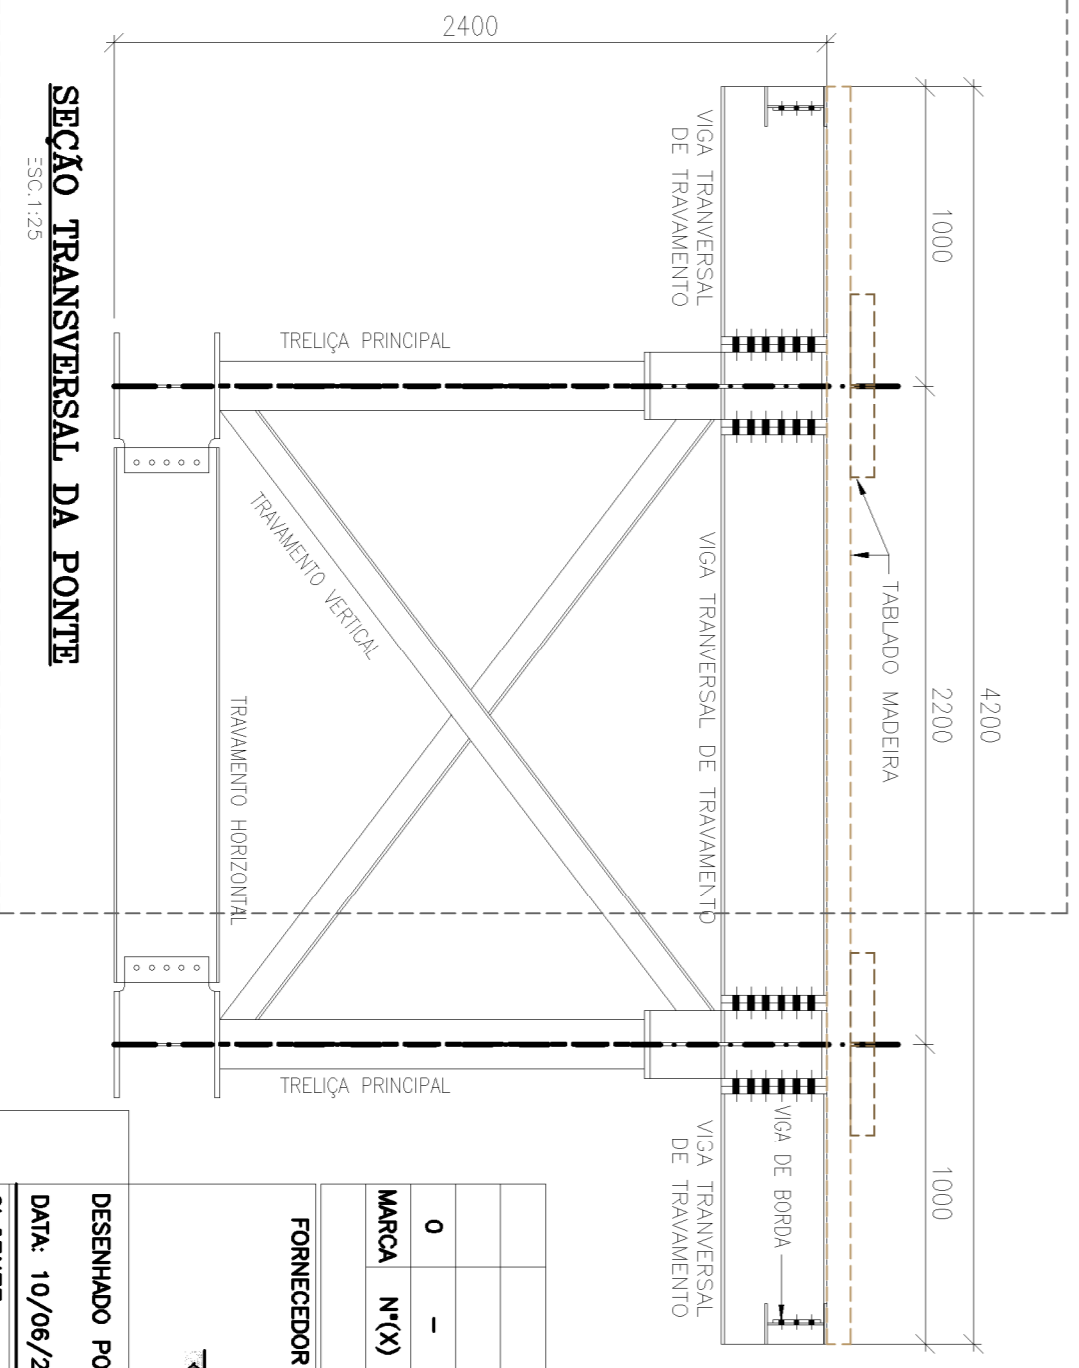 4200
1000
2200
1000
TABLADO MADEIRA
2400
VIGA TRANVERSAL
DE TRAVAMENTO
VIGA TRANVERSAL DE TRAVAMENTO
VIGA DE BORDA
VIGA TRANVERSAL
DE TRAVAMENTO
TRELIÇA PRINCIPAL
TRAVAMENTO VERTICAL
TRELIÇA PRINCIPAL
TRAVAMENTO HORIZONTAL
SEÇÃO TRANSVERSAL DA PONTE
ESC.1:25
0 –
MARCA N°(X)
FORNECEDOR
DESENHADO PO
DATA: 10/06/2